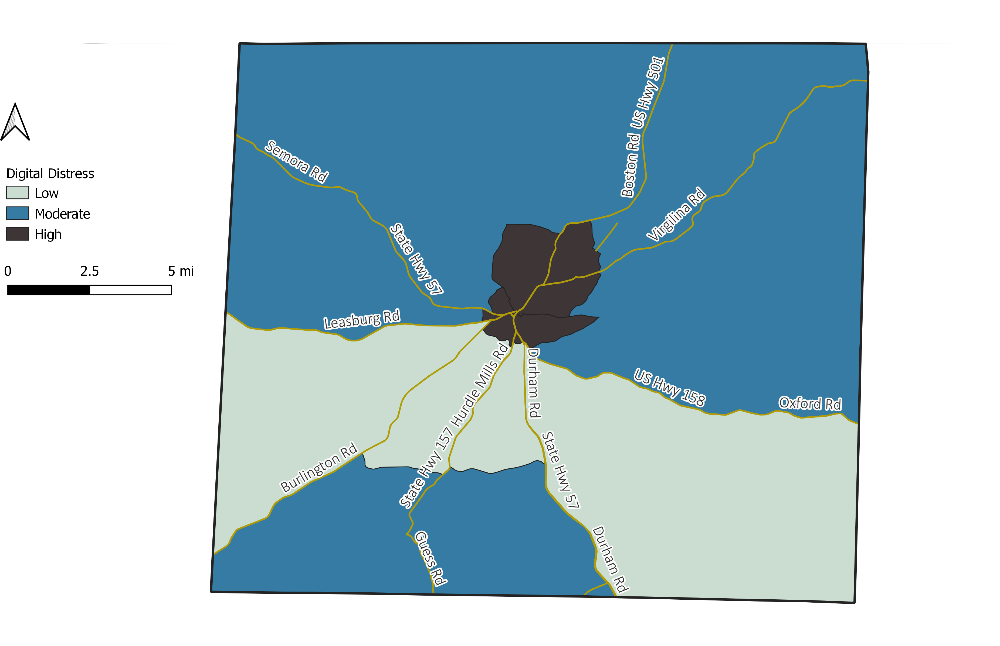 Digital Distress
Low
Moderate
High
0 2.5 5 mi
Boston Rd US Hwy 501
Semora Rd
Virgilina Rd
State Hwy 57
Leasburg Rd
Durham Rd
State Hwy 157 Hurdle Mills Rd
US Hwy 158
Oxford Rd
State Hwy 57
Burlington Rd
Guess Rd
Durham Rd